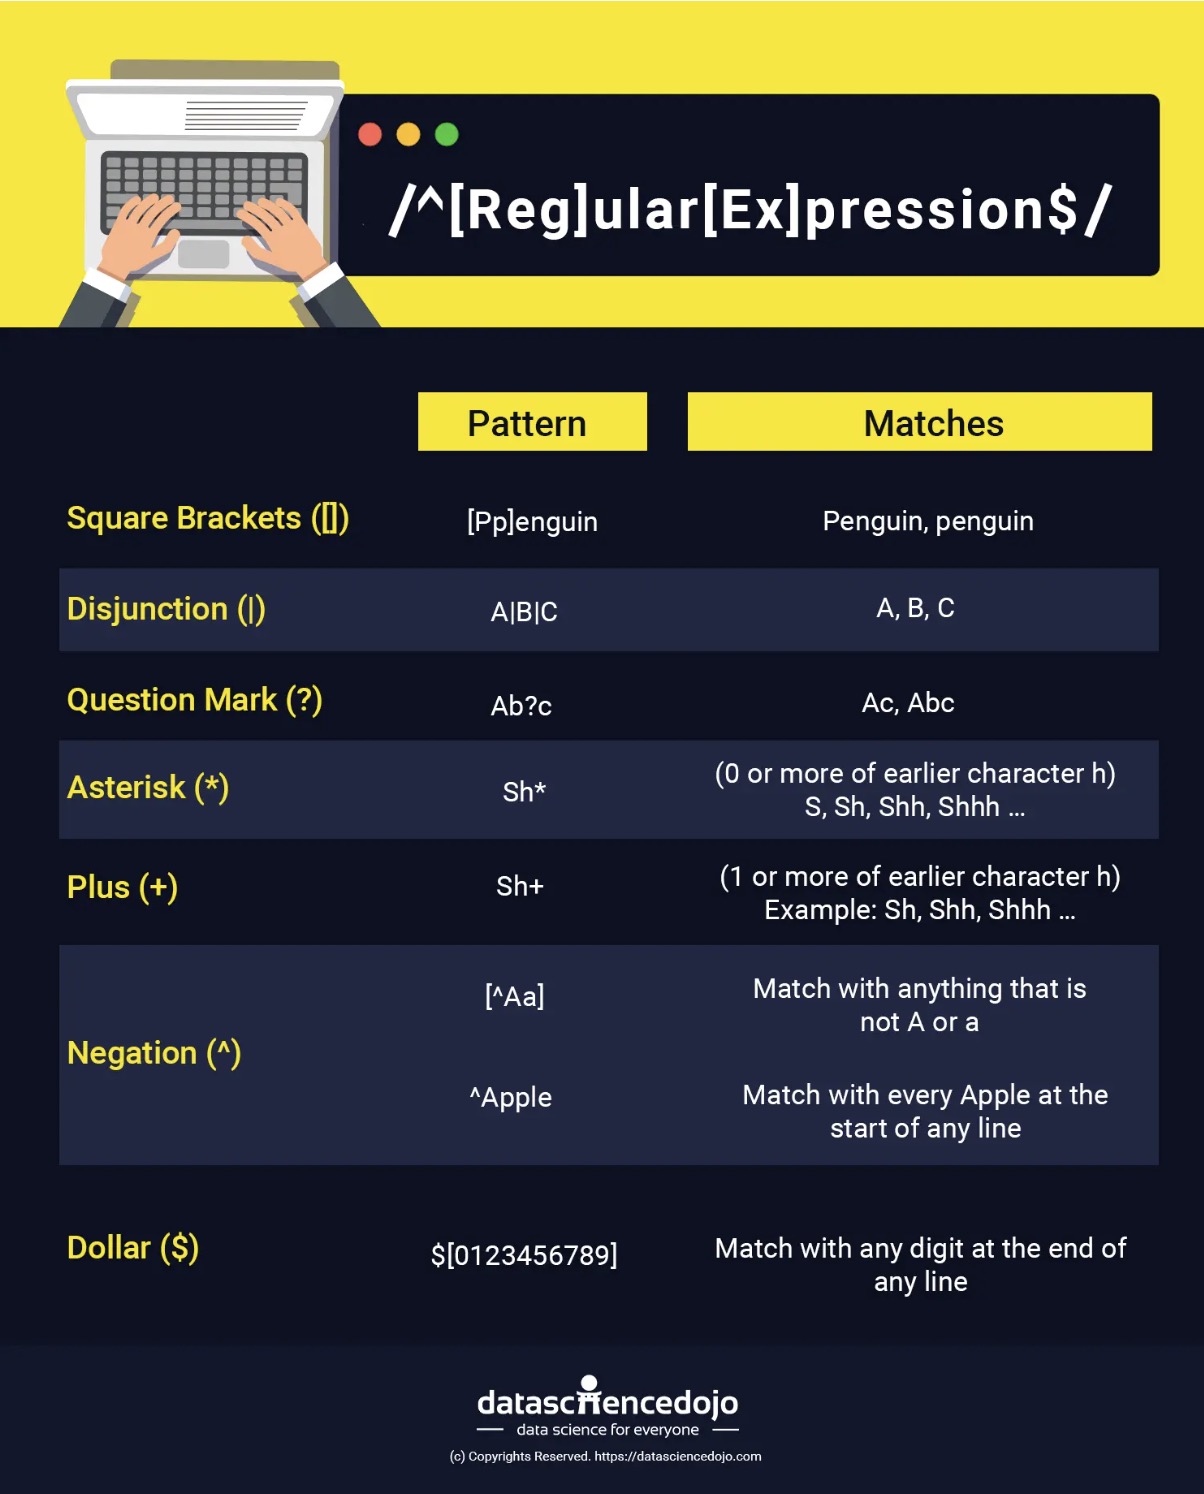 /^[Reg]ular[Ex]pression$/
Pattern
Matches
Square Brackets ([])
[Pp]enguin
Penguin, penguin
Disjunction (|)
A|B|C
A, B, C
Question Mark (?)
Ab?c
Ac, Abc
Asterisk (*)
Sh*
(0 or more of earlier character h)
S, Sh, Shh, Shhh ...
Plus (+)
Sh+
(1 or more of earlier character h)
Example: Sh, Shh, Shhh ...
Negation (^)
[^Aa]
Match with anything that is
not A or a
^Apple
Match with every Apple at the
start of any line
Dollar ($)
$[0123456789]
Match with any digit at the end of
any line
datasciencedojo
data science for everyone
(c) Copyrights Reserved. https://datasciencedojo.com